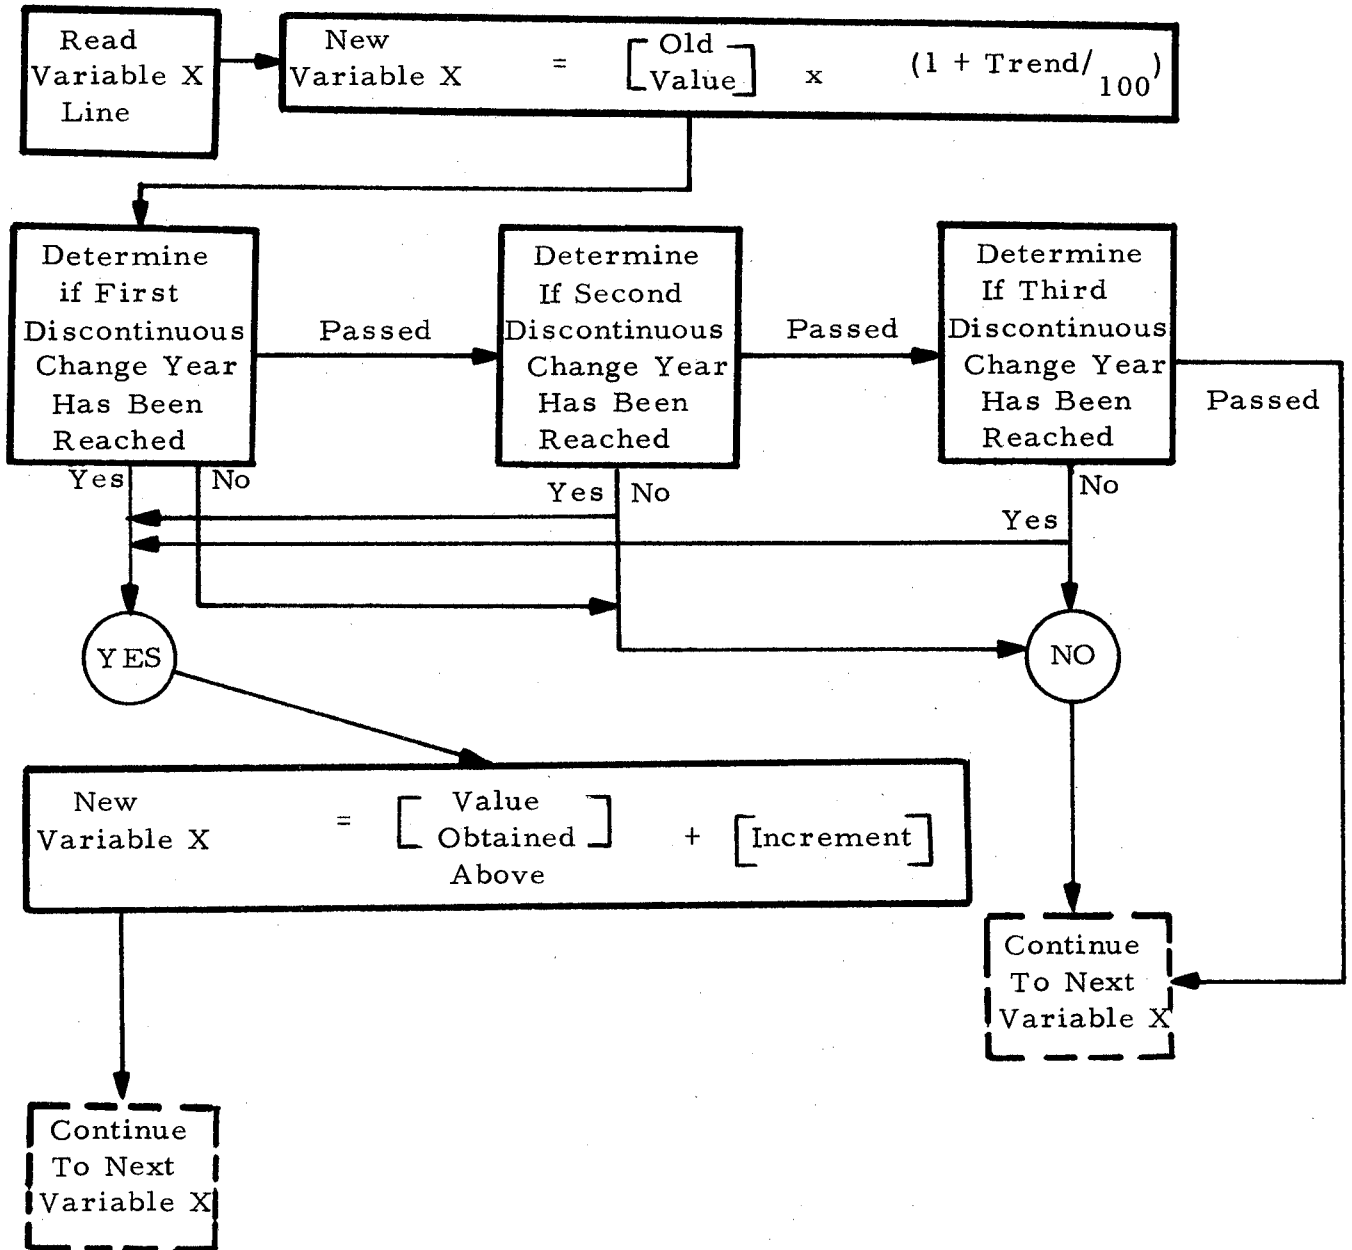 Read
Variable X
Line
New
Variable X = [Old Value] x (1 + Trend/100)
Determine
if First
Discontinuous
Change Year
Has Been
Reached
Passed
Determine
If Second
Discontinuous
Change Year
Has Been
Reached
Passed
Determine
If Third
Discontinuous
Change Year
Has Been
Reached
Passed
Yes No
Yes No
No
Yes
YES
NO
New
Variable X = [Value Obtained] + [Increment]
Above
Continue
To Next
Variable X
Continue
To Next
Variable X